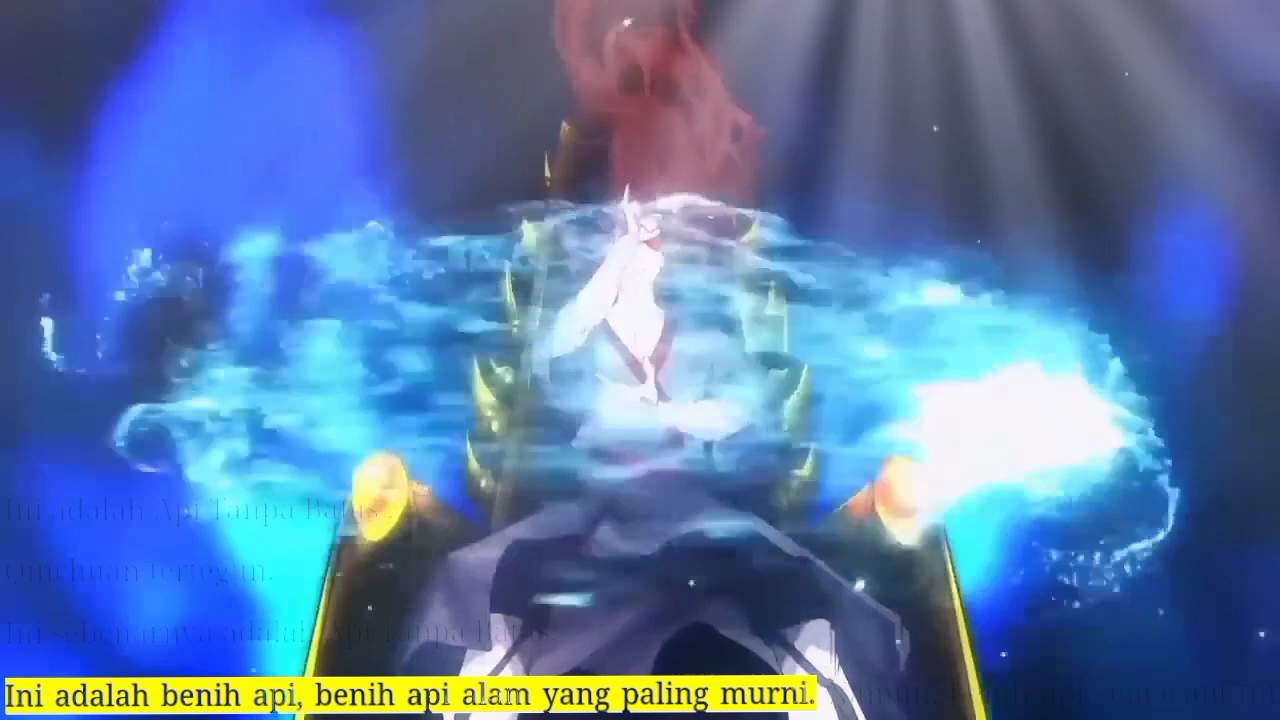 Ini adalah Api Tanpa Batas.
Qinchuan tertegun.
Ini sebenarnya adalah Api Tanpa Batas.
Ini adalah benih api, benih api alam yang paling murni.